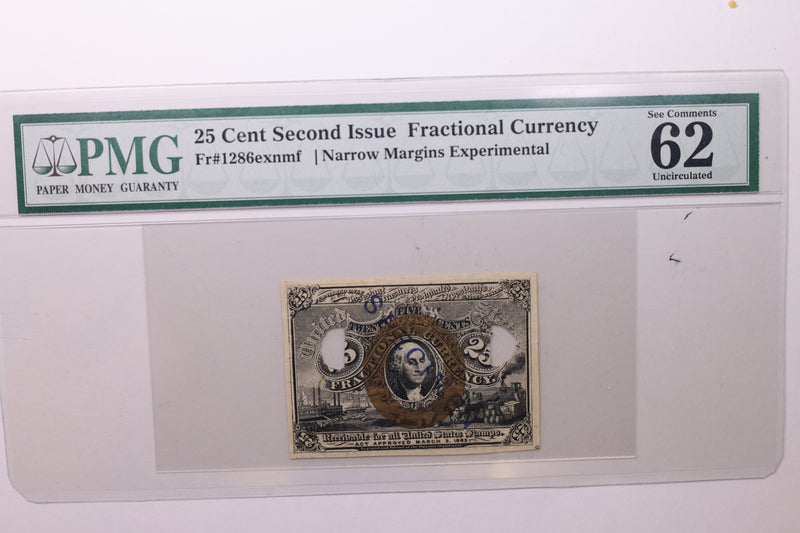 PMG
PAPER MONEY GUARANTY
25 Cent Second Issue Fractional Currency
Fr#1286exnmf | Narrow Margins Experimental
See Comments
62
Uncirculated
United States
TWENTY FIVE CENTS
25 25
FRACTIONAL CURRENCY.
Receivable for all United States Stamps.
ACT APPROVED MARCH 3, 1863.